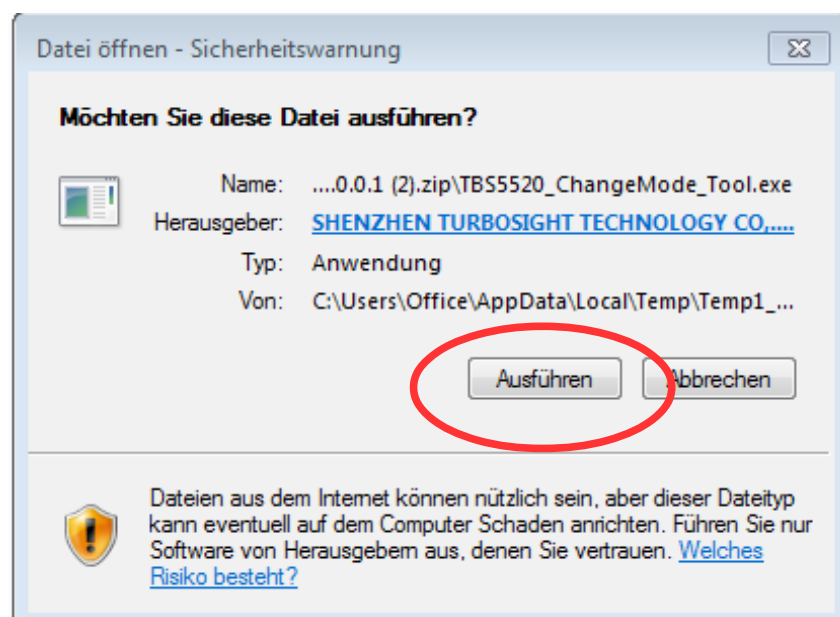 Datei öffnen - Sicherheitswarnung
Möchten Sie diese Datei ausführen?
Name: ....0.0.1 (2).zip\TBS5520_ChangeMode_Tool.exe
Herausgeber: SHENZHEN TURBOSIGHT TECHNOLOGY CO,....
Typ: Anwendung
Von: C:\Users\Office\AppData\Local\Temp\Temp1_...
Ausführen Abbrechen
Dateien aus dem Internet können nützlich sein, aber dieser Dateityp
kann eventuell auf dem Computer Schaden anrichten. Führen Sie nur
Software von Herausgebern aus, denen Sie vertrauen. Welches
Risiko besteht?